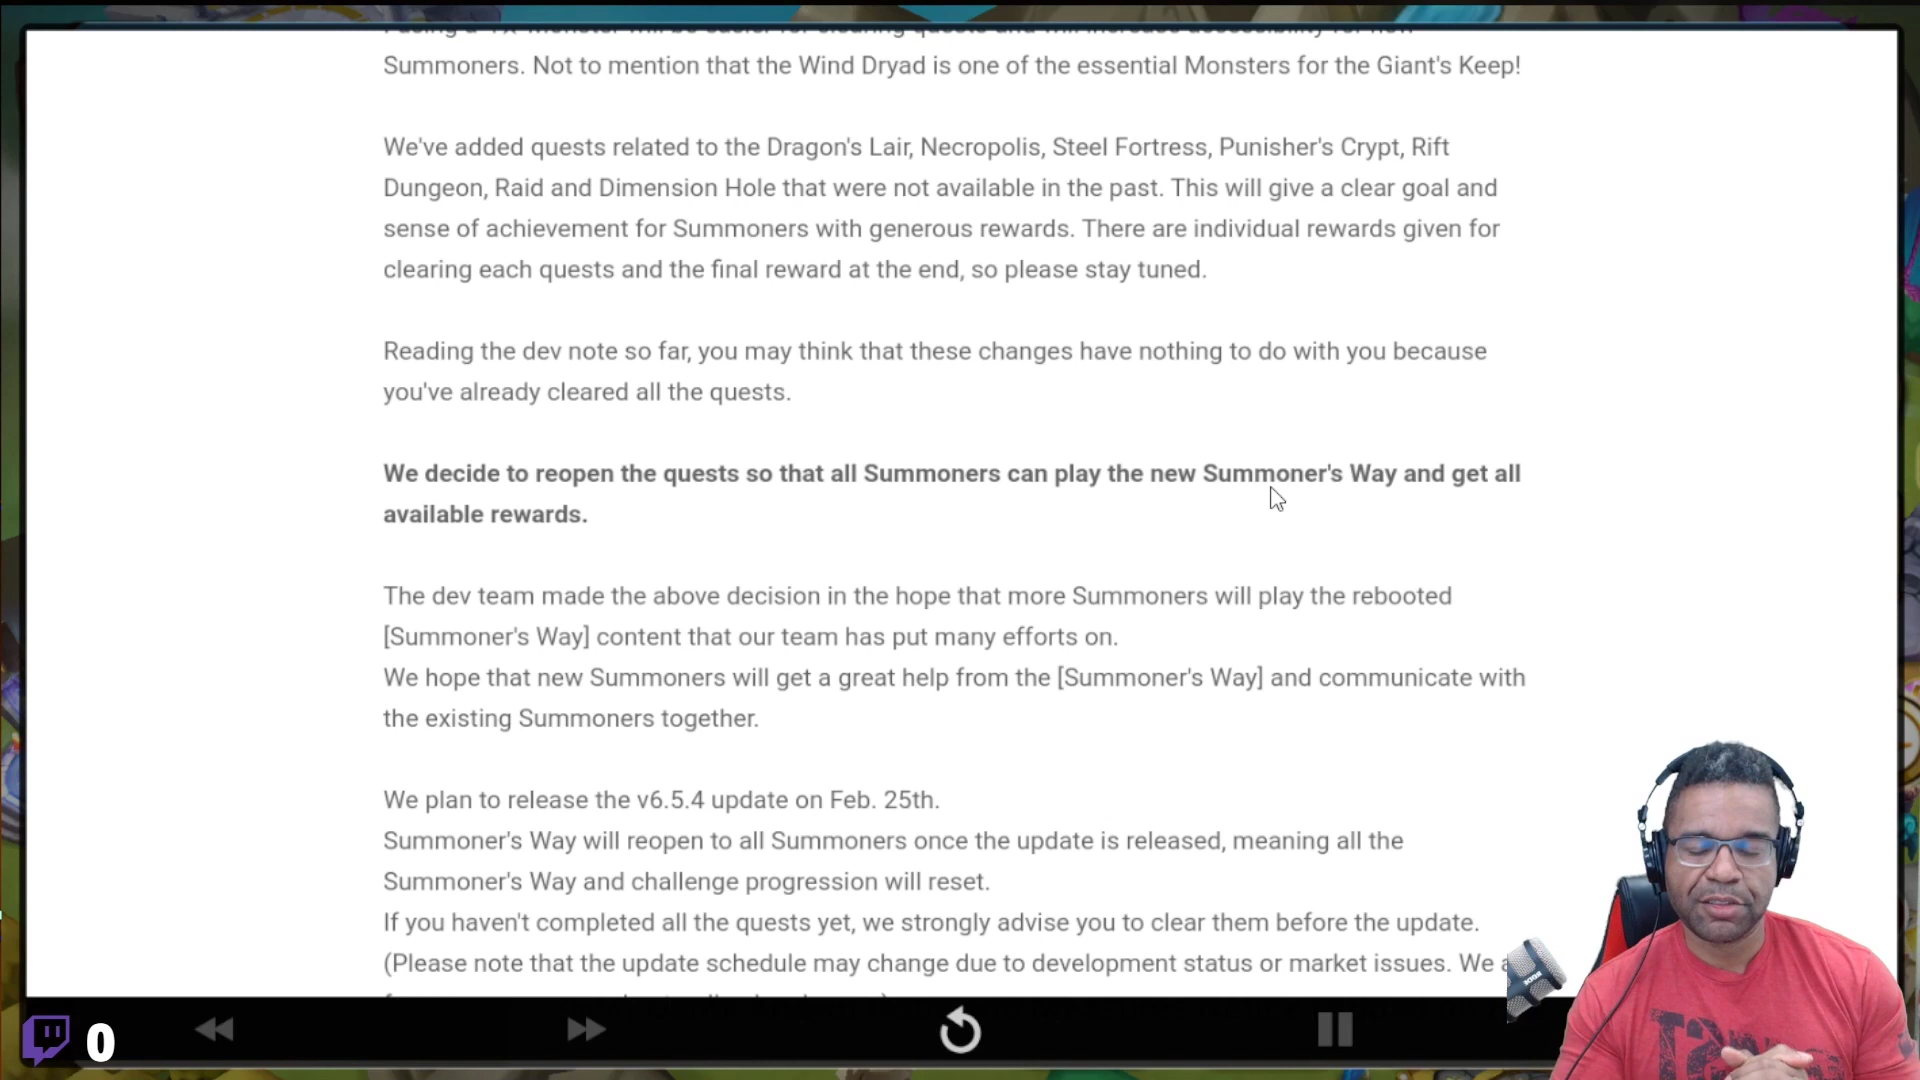 Summoners. Not to mention that the Wind Dryad is one of the essential Monsters for the Giant's Keep!
We've added quests related to the Dragon's Lair, Necropolis, Steel Fortress, Punisher's Crypt, Rift
Dungeon, Raid and Dimension Hole that were not available in the past. This will give a clear goal and
sense of achievement for Summoners with generous rewards. There are individual rewards given for
clearing each quests and the final reward at the end, so please stay tuned.
Reading the dev note so far, you may think that these changes have nothing to do with you because
you've already cleared all the quests.
We decide to reopen the quests so that all Summoners can play the new Summoner's Way and get all
available rewards.
The dev team made the above decision in the hope that more Summoners will play the rebooted
[Summoner's Way] content that our team has put many efforts on.
We hope that new Summoners will get a great help from the [Summoner's Way] and communicate with
the existing Summoners together.
We plan to release the v6.5.4 update on Feb. 25th.
Summoner's Way will reopen to all Summoners once the update is released, meaning all the
Summoner's Way and challenge progression will reset.
If you haven't completed all the quests yet, we strongly advise you to clear them before the update.
(Please note that the update schedule may change due to development status or market issues. We
0